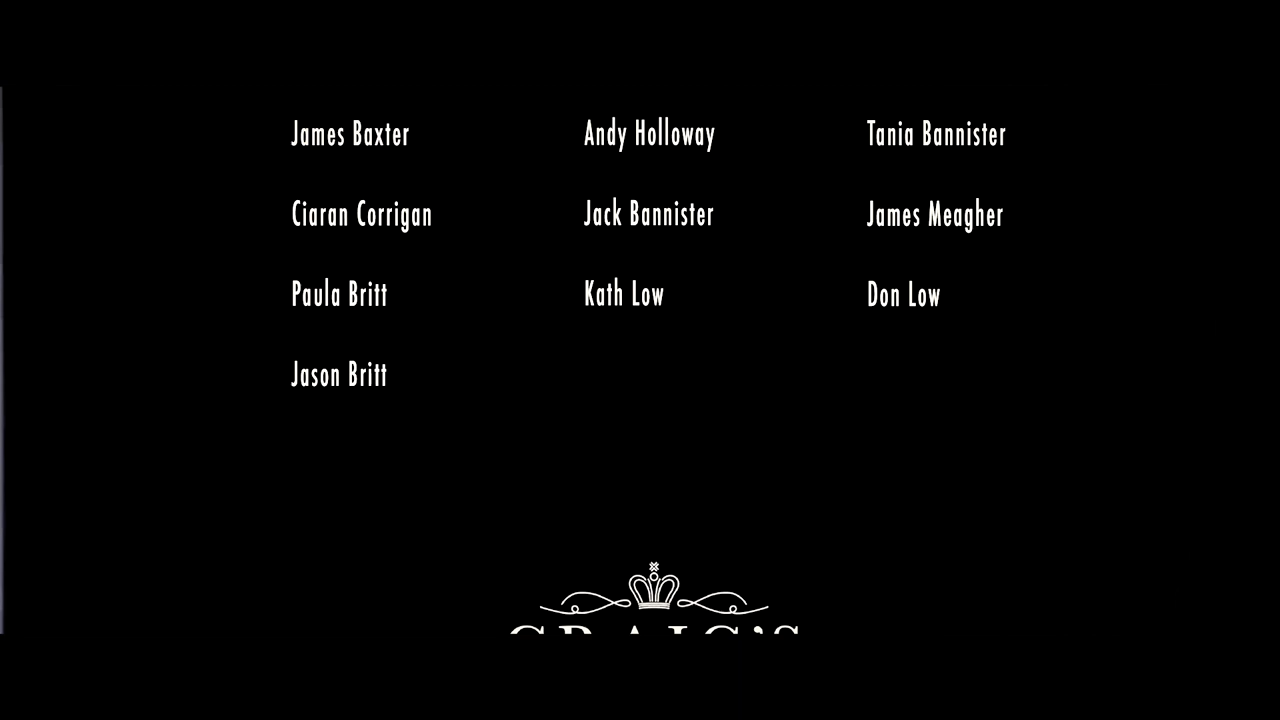 James Baxter Andy Holloway Tania Bannister
Ciaran Corrigan Jack Bannister James Meagher
Paula Britt Kath Low Don Low
Jason Britt